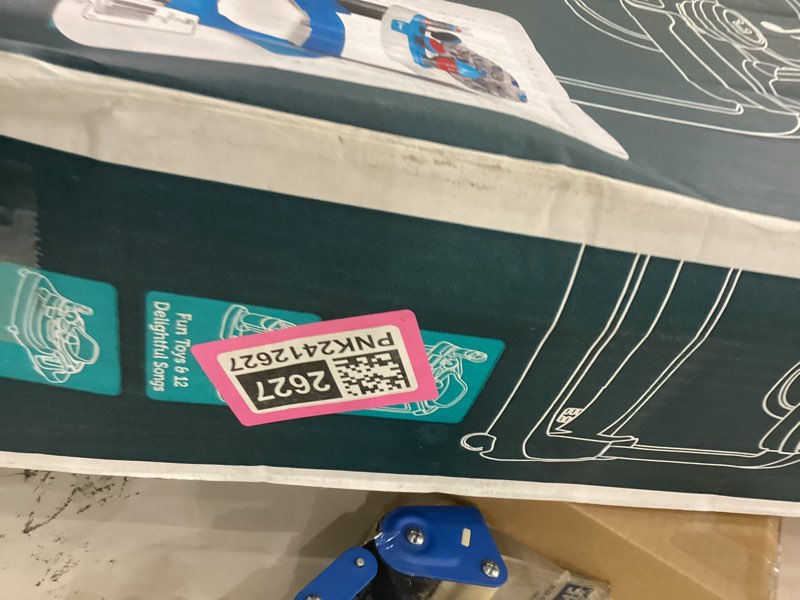 Fun Toys & 12
Delightful Songs
2627
PNK2412627